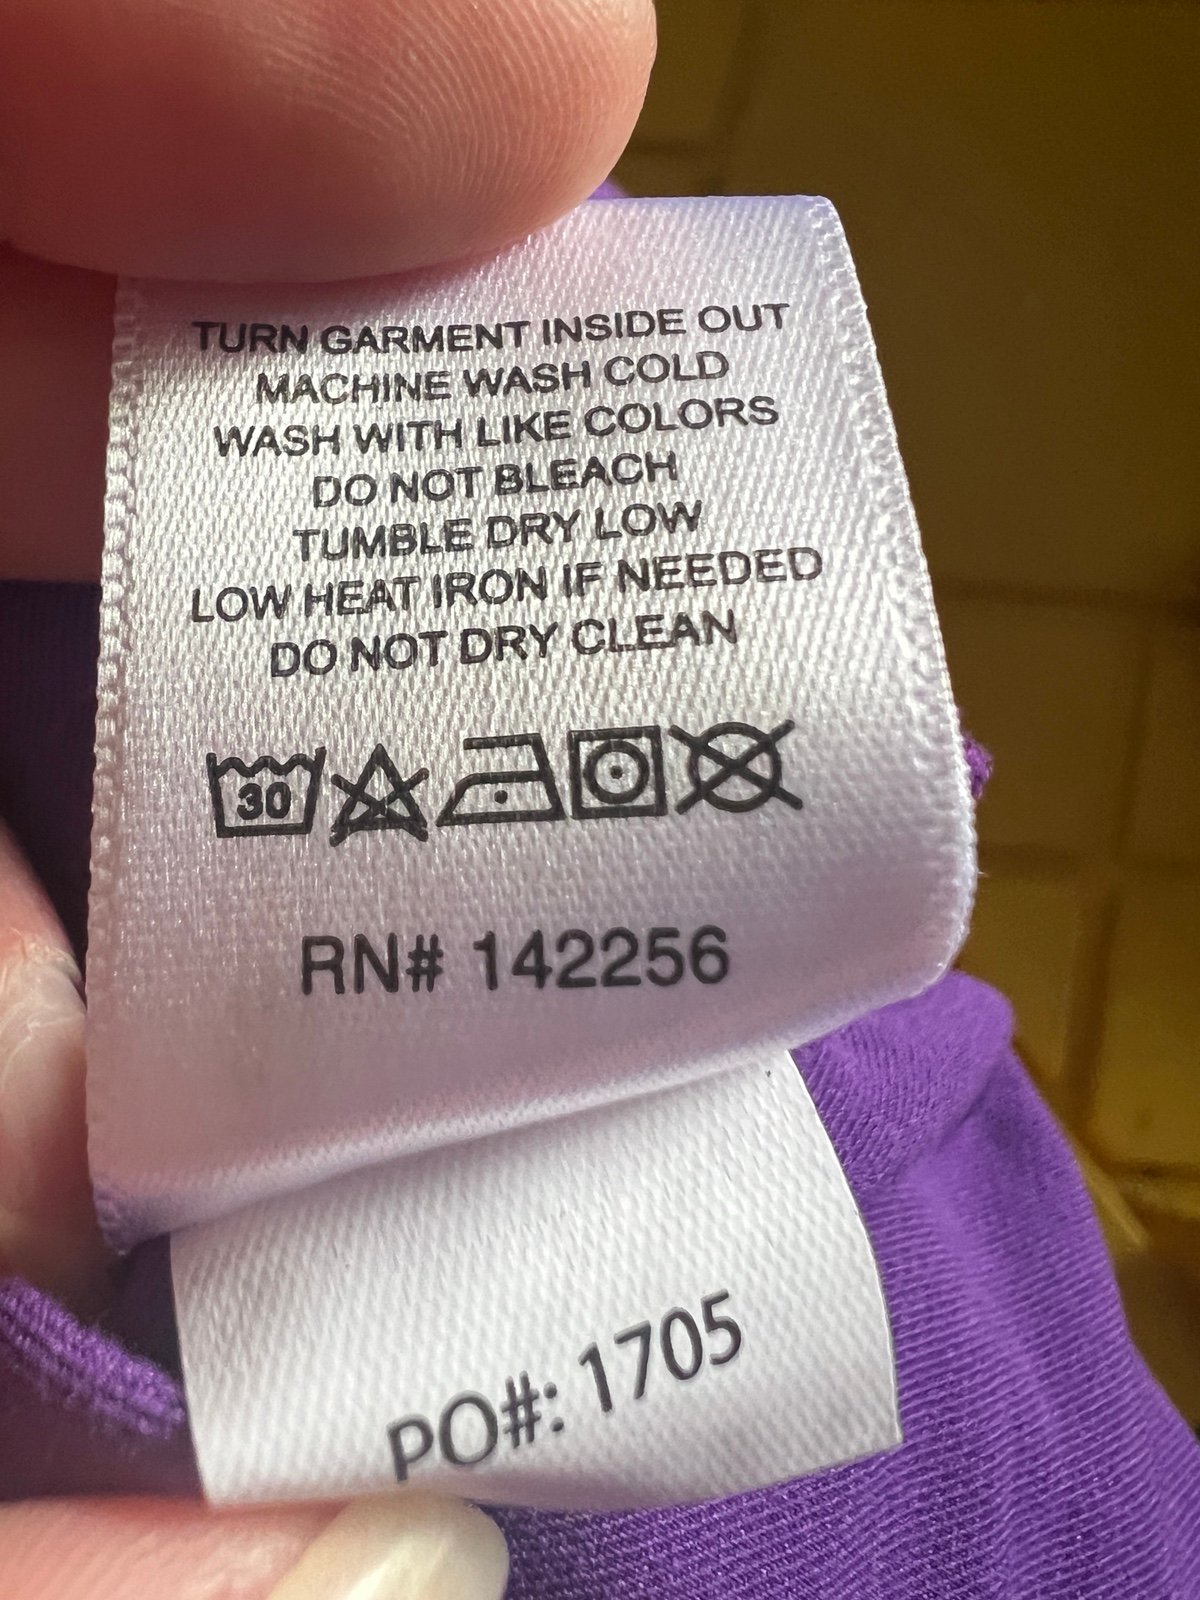 TURN GARMENT INSIDE OUT
MACHINE WASH COLD
WASH WITH LIKE COLORS
DO NOT BLEACH
TUMBLE DRY LOW
LOW HEAT IRON IF NEEDED
DO NOT DRY CLEAN
30
RN# 142256
PO#: 1705